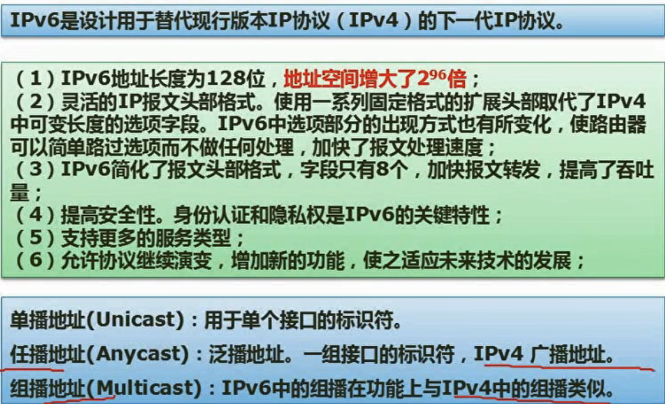 IPv6是设计用于替代现行版本IP协议（IPv4）的下一代IP协议。
（1）IPv6地址长度为128位，地址空间增大了2⁹⁶倍；
（2）灵活的IP报文头部格式。使用一系列固定格式的扩展头部取代了IPv4
中可变长度的选项字段。IPv6中选项部分的出现方式也有所变化，使路由器
可以简单路过选项而不做任何处理，加快了报文处理速度；
（3）IPv6简化了报文头部格式，字段只有8个，加快报文转发，提高了吞吐
量；
（4）提高安全性。身份认证和隐私权是IPv6的关键特性；
（5）支持更多的服务类型；
（6）允许协议继续演变，增加新的功能，使之适应未来技术的发展；
单播地址(Unicast)：用于单个接口的标识符。
任播地址(Anycast)：泛播地址。一组接口的标识符，IPv4 广播地址。
组播地址(Multicast)：IPv6中的组播在功能上与IPv4中的组播类似。